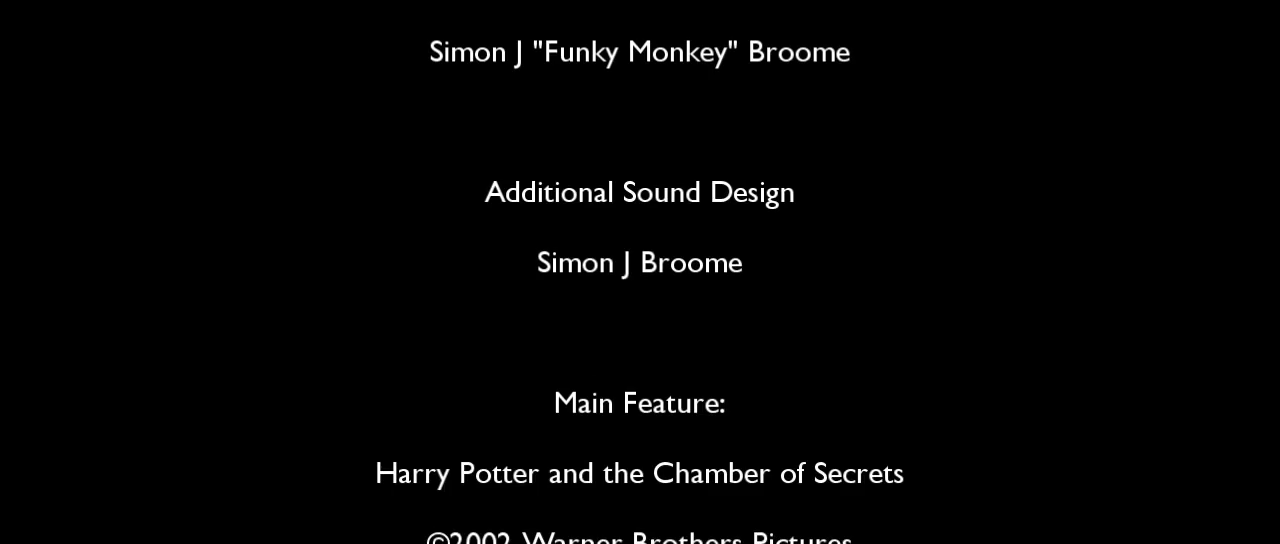 Simon J "Funky Monkey" Broome
Additional Sound Design
Simon J Broome
Main Feature:
Harry Potter and the Chamber of Secrets
©2002 Warner Brothers Pictures